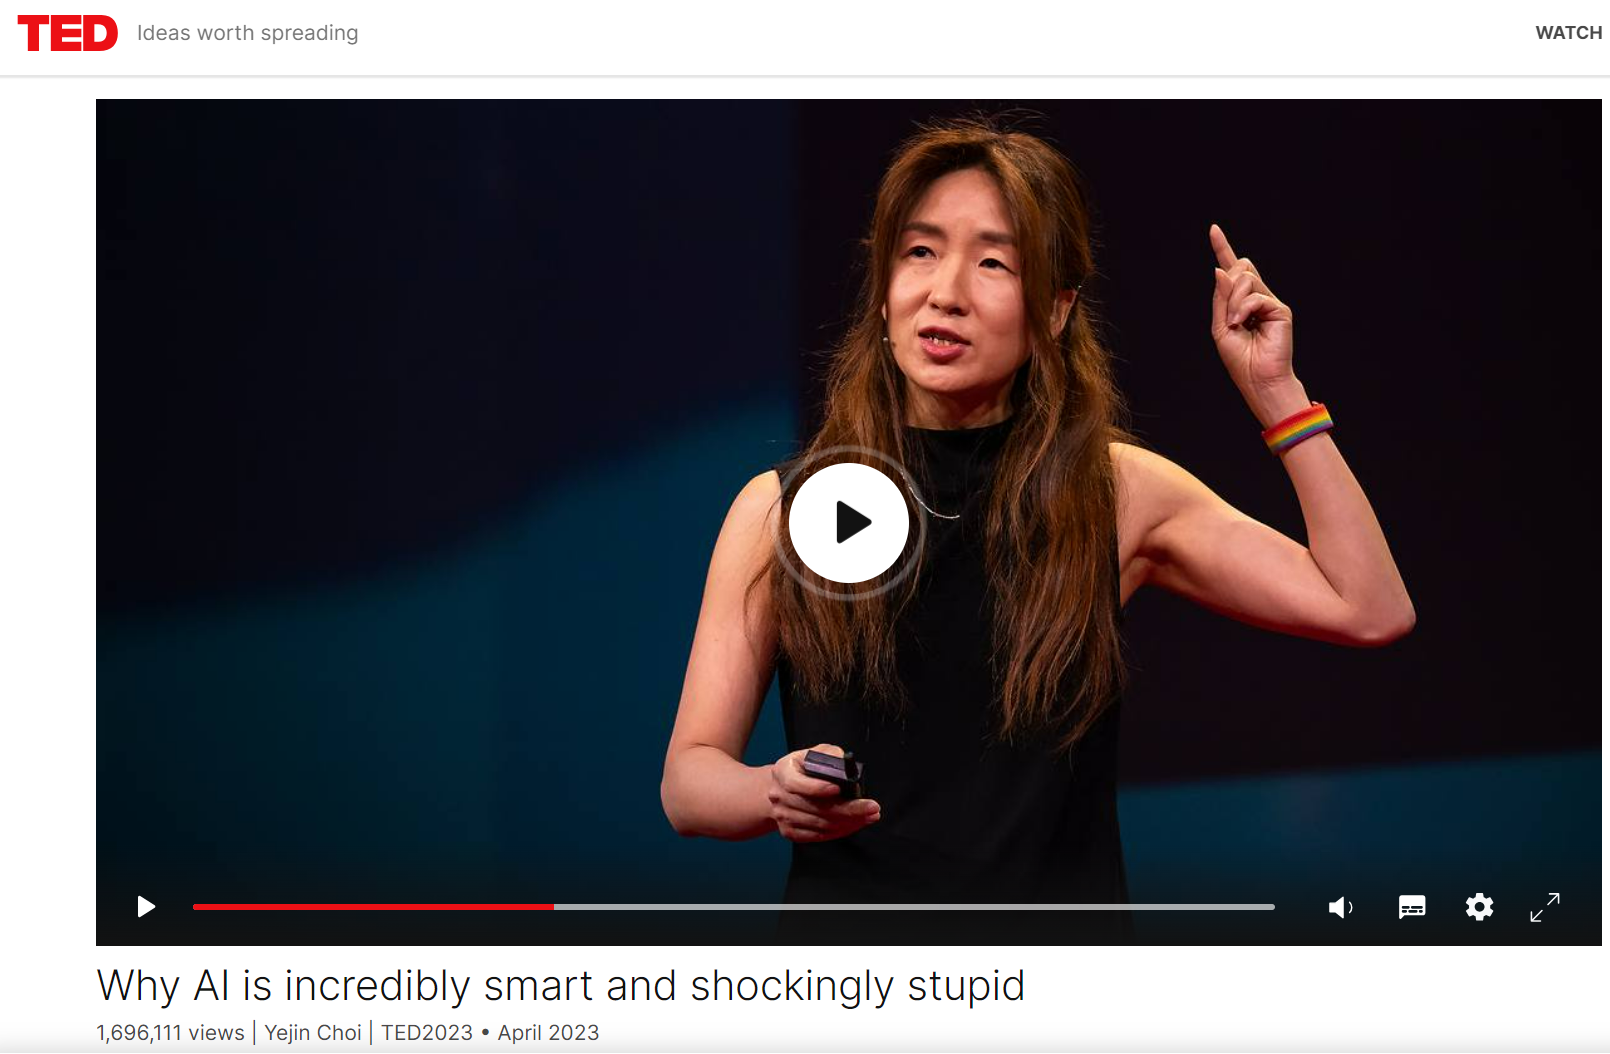 TED Ideas worth spreading WATCH
Why AI is incredibly smart and shockingly stupid
1,696,111 views | Yejin Choi | TED2023 • April 2023